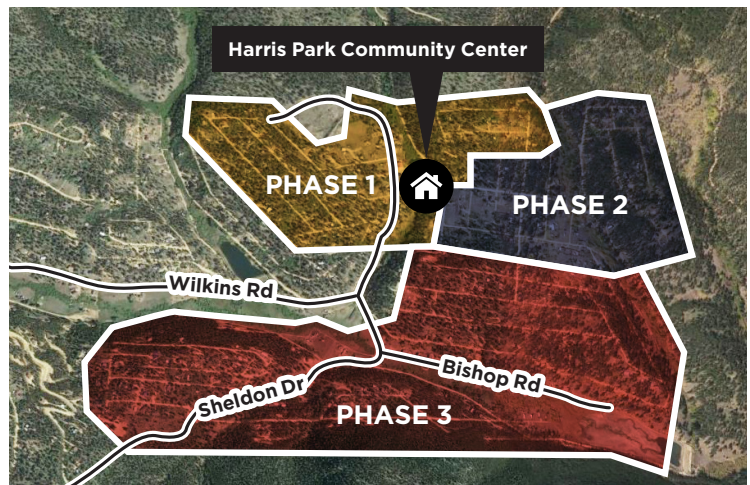 Harris Park Community Center
PHASE 1
PHASE 2
Wilkins Rd
Bishop Rd
Sheldon Dr
PHASE 3